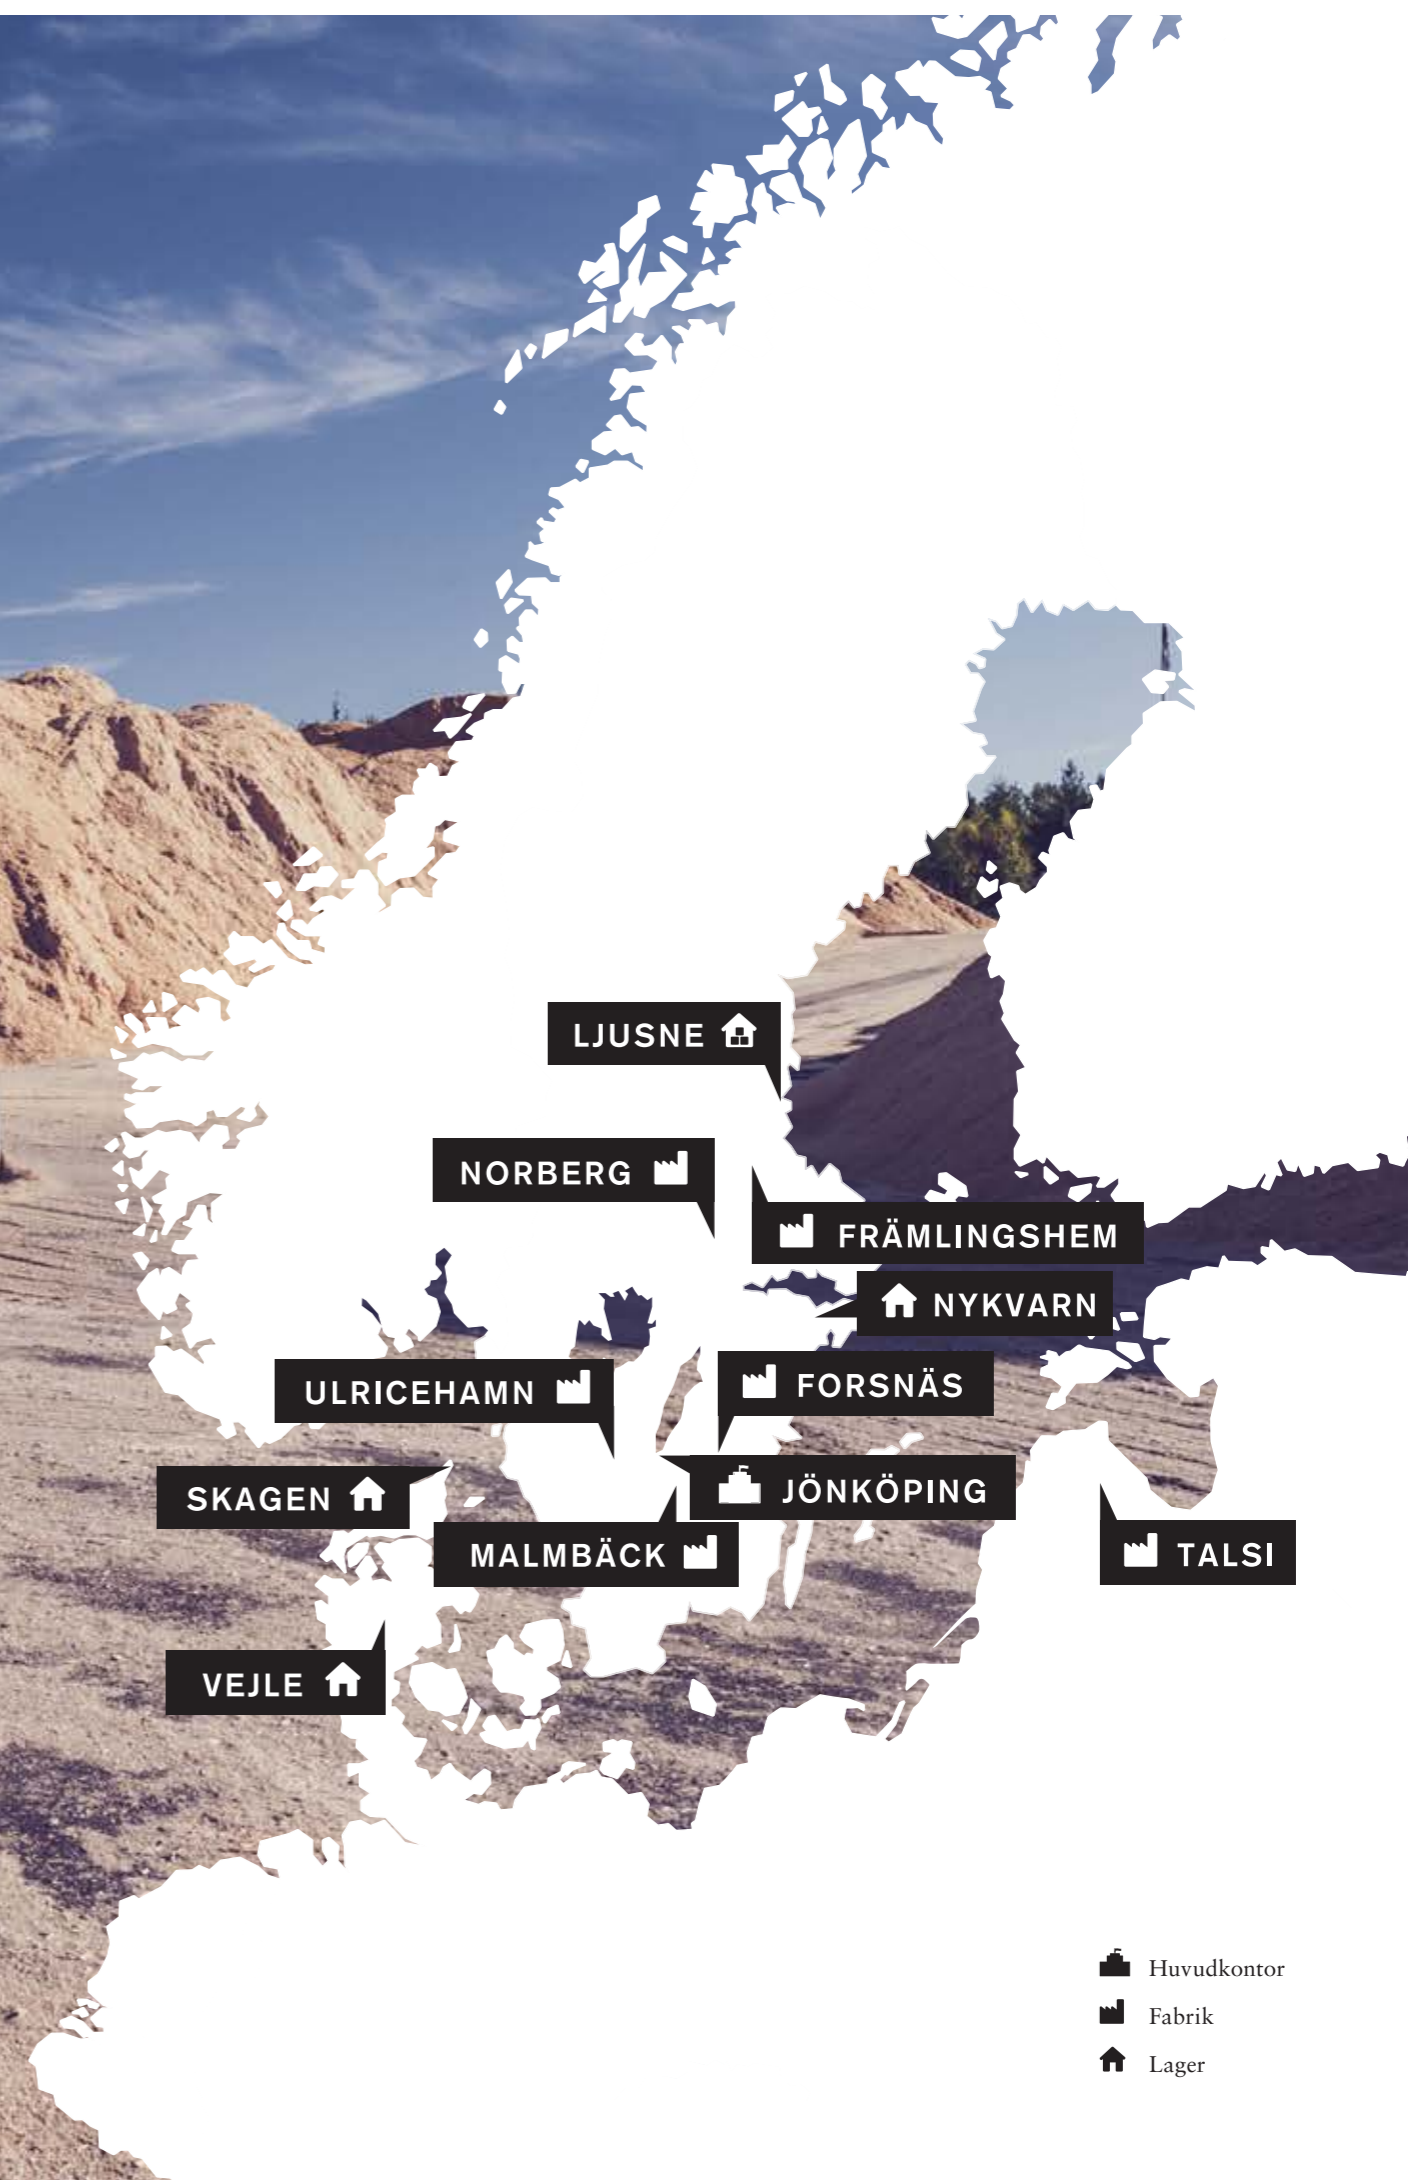 LJUSNE
NORBERG
FRÄMLINGSHEM
NYKVARN
FORSNÄS
ULRICEHAMN
JÖNKÖPING
SKAGEN
MALMBÄCK
TALSI
VEJLE
Huvudkontor
Fabrik
Lager